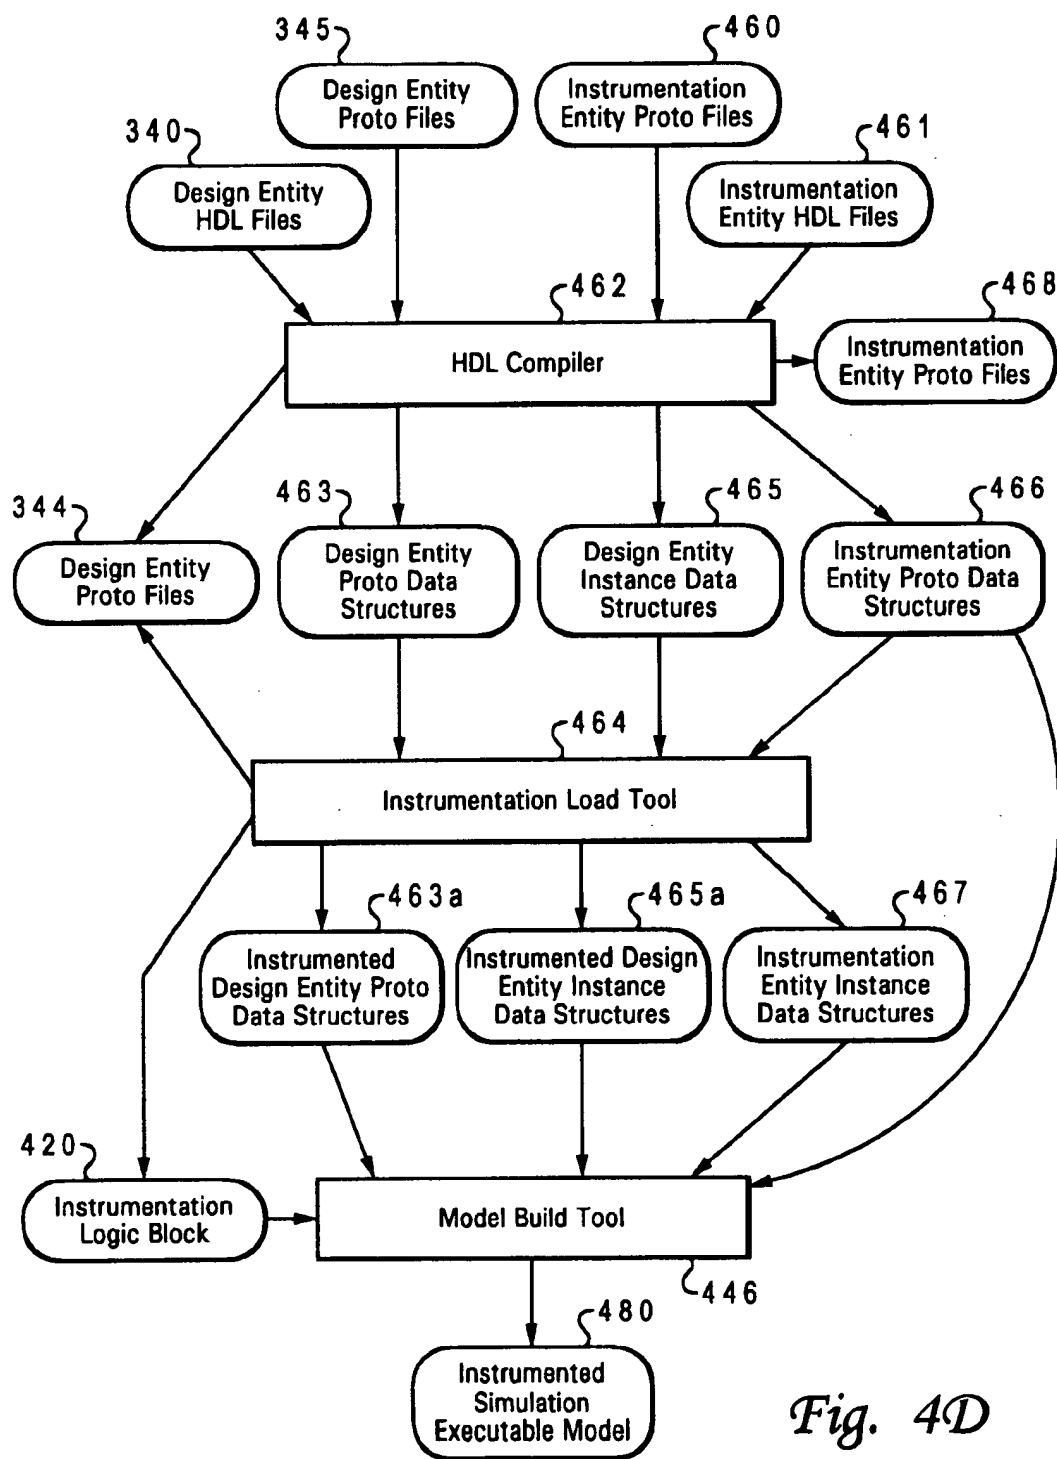 345
460
Design Entity
Proto Files
Instrumentation
Entity Proto Files
340
461
Design Entity
HDL Files
Instrumentation
Entity HDL Files
462
468
HDL Compiler
Instrumentation
Entity Proto Files
344
463
465
466
Design Entity
Proto Files
Design Entity
Proto Data
Structures
Design Entity
Instance Data
Structures
Instrumentation
Entity Proto Data
Structures
464
Instrumentation Load Tool
463a
465a
467
Instrumented
Design Entity Proto
Data Structures
Instrumented Design
Entity Instance
Data Structures
Instrumentation
Entity Instance
Data Structures
420
Instrumentation
Logic Block
Model Build Tool
446
480
Instrumented
Simulation
Executable Model
Fig. 4D